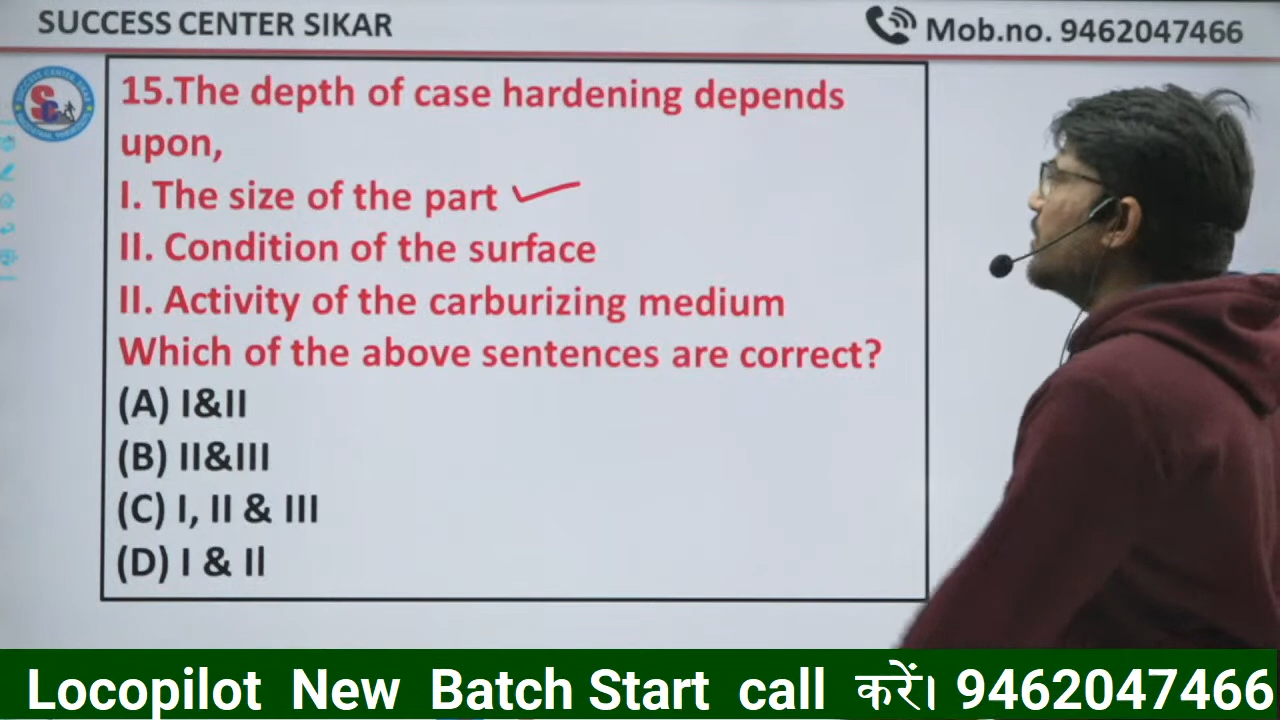 SUCCESS CENTER SIKAR
Mob.no. 9462047466
15.The depth of case hardening depends
upon,
I. The size of the part
II. Condition of the surface
II. Activity of the carburizing medium
Which of the above sentences are correct?
(A) I&II
(B) II&III
(C) I, II & III
(D) I & II
Locopilot New Batch Start call करें। 9462047466